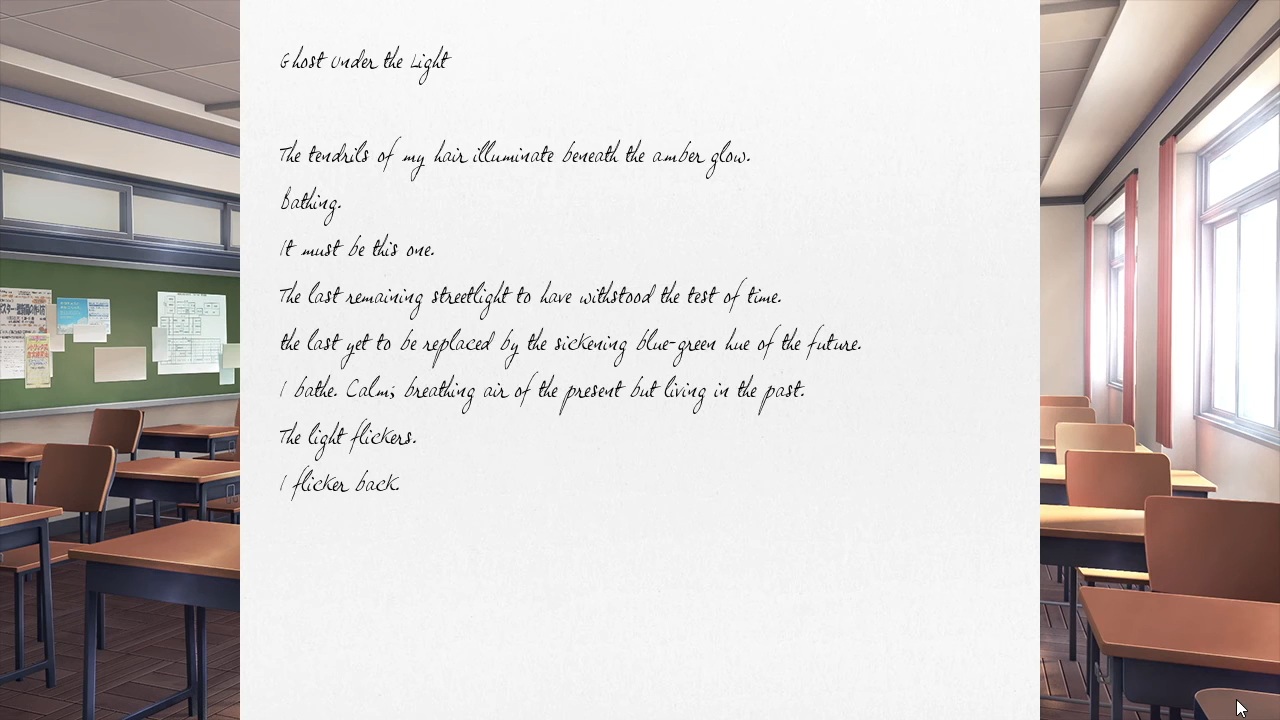 Ghost Under the Light
The tendrils of my hair illuminate beneath the amber glow.
Bathing.
It must be this one.
The last remaining streetlight to have withstood the test of time.
the last yet to be replaced by the sickening blue-green hue of the future.
I bathe. Calm; breathing air of the present but living in the past.
The light flickers.
I flicker back.